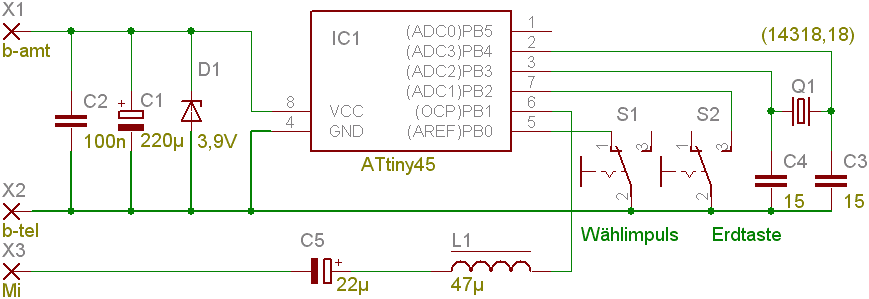 X1
b-amt
C2
100n
+
C1
220µ
D1
3,9V
IC1
(ADC0)PB5
(ADC3)PB4
(ADC2)PB3
(ADC1)PB2
(OCP)PB1
(AREF)PB0
VCC
GND
8
4
1
2
3
7
6
5
ATtiny45
(14318,18)
Q1
S1
1
3
2
S2
1
3
2
C4
15
C3
15
X2
b-tel
Wählimpuls
Erdtaste
X3
Mi
C5
+
22µ
L1
47µ